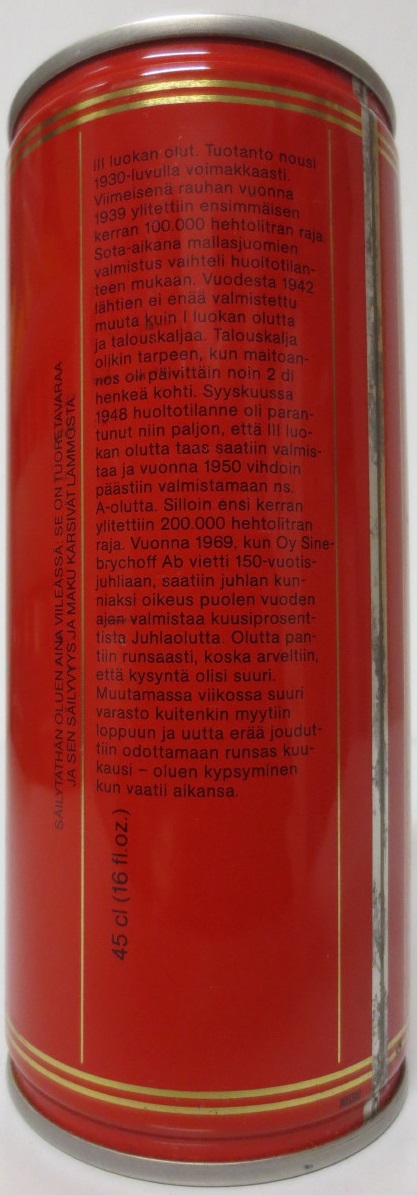 III luokan olut. Tuotanto nousi
1930-luvulla voimakkaasti.
Viimeisenä rauhan vuonna
1939 ylitettiin ensimmäisen
kerran 100.000 hehtolitran raja.
Sota-aikana mallasjuomien
valmistus vaihteli huoltotilan-
teen mukaan. Vuodesta 1942
lähtien ei enää valmistettu
muuta kuin I luokan olutta
ja talouskaljaa. Talouskalja
olikin tarpeen, kun maitoan-
nos oli päivittäin noin 2 dl
henkeä kohti. Syyskuussa
1948 huoltotilanne oli paran-
tunut niin paljon, että III luo-
kan olutta taas saatiin valmis-
taa ja vuonna 1950 vihdoin
päästiin valmistamaan ns.
A-olutta. Silloin ensi kerran
ylitettiin 200.000 hehtolitran
raja. Vuonna 1969, kun Oy Sine-
brychoff Ab vietti 150-vuotis-
juhliaan, saatiin juhlan kun-
niaksi oikeus puolen vuoden
ajan valmistaa kuusiprosent-
tista Juhlaolutta. Olutta pan-
tiin runsaasti, koska arveltiin,
että kysyntä olisi suuri.
Muutamassa viikossa suuri
varasto kuitenkin myytiin
loppuun ja uutta erää joudut-
tiin odottamaan runsas kuu-
kausi – oluen kypsyminen
kun vaatii aikansa.
45 cl (16 fl.oz.)
SÄILYTÄTHÄN OLUEN AINA VIILEÄSSÄ: SE ON TUORETAVARAA
JA SEN SÄILYVYYS JA MAKU KÄRSIVÄT LÄMMÖSTÄ.